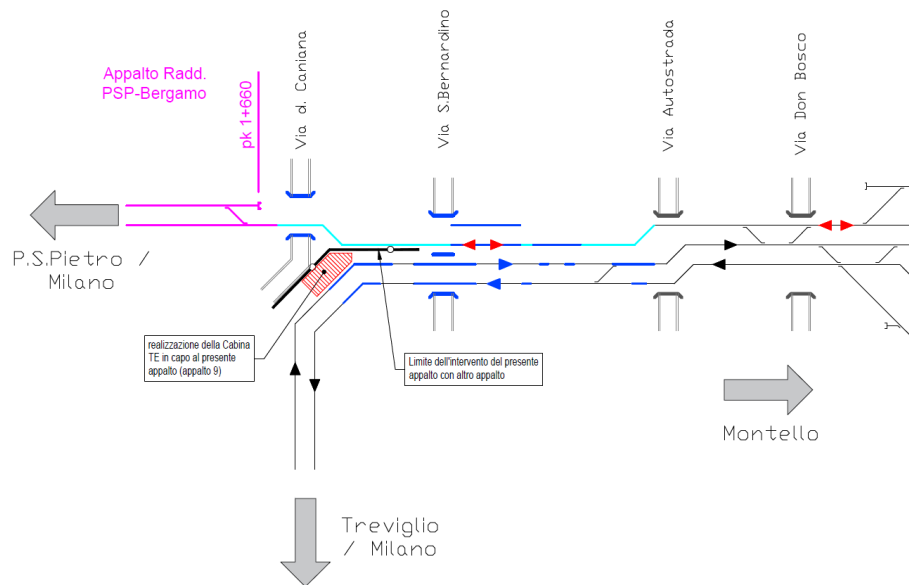 Appalto Radd.
PSP-Bergamo
pk 1+660
Via d. Caniana
Via S.Bernardino
Via Autostrada
Via Don Bosco
P.S.Pietro /
Milano
realizzazione della Cabina
TE in capo al presente
appalto (appalto 9)
Limite dell'intervento del presente
appalto con altro appalto
Montello
Treviglio
/ Milano